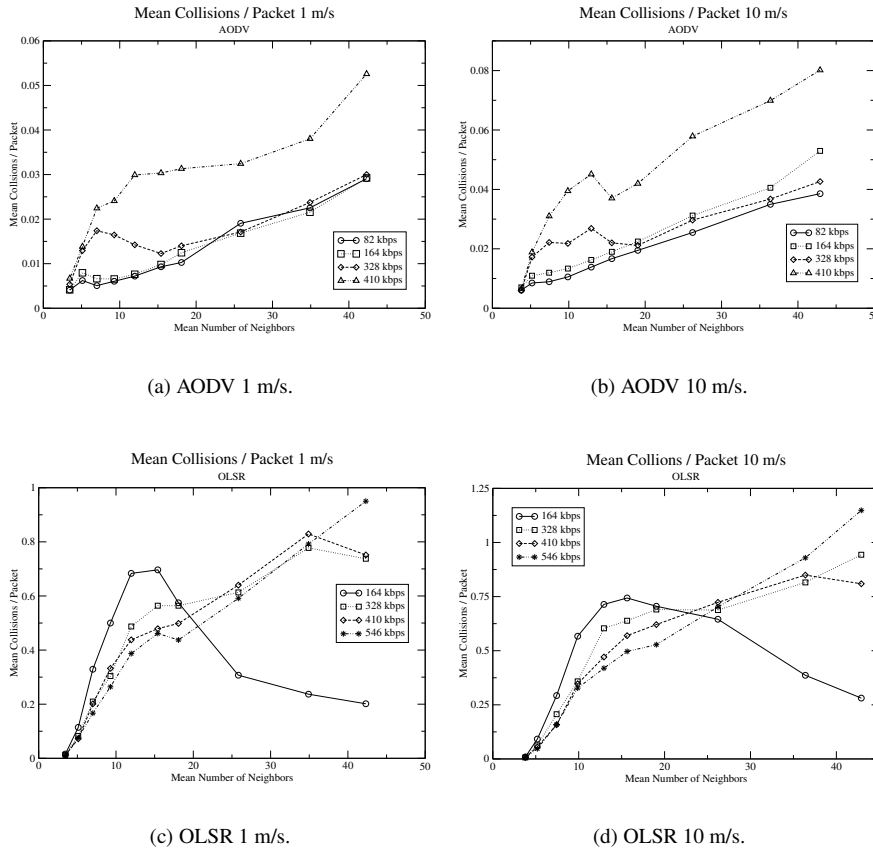 Mean Collisions / Packet 1 m/s
AODV
Mean Collisions / Packet
0.06
0.05
0.04
0.03
0.02
0.01
0
82 kbps
164 kbps
328 kbps
410 kbps
0 10 20 30 40 50
Mean Number of Neighbors
(a) AODV 1 m/s.
Mean Collisions / Packet 10 m/s
AODV
Mean Collisions / Packet
0.08
0.06
0.04
0.02
0
82 kbps
164 kbps
328 kbps
410 kbps
0 10 20 30 40
Mean Number of Neighbors
(b) AODV 10 m/s.
Mean Collisions / Packet 1 m/s
OLSR
Mean Collisions / Packet
1
0.8
0.6
0.4
0.2
0
164 kbps
328 kbps
410 kbps
546 kbps
0 10 20 30 40 50
Mean Number of Neighbors
(c) OLSR 1 m/s.
Mean Collions / Packet 10 m/s
OLSR
Mean Collisions / Packet
1.25
1
0.75
0.5
0.25
0
164 kbps
328 kbps
410 kbps
546 kbps
0 10 20 30 40
Mean Number of Neighbors
(d) OLSR 10 m/s.